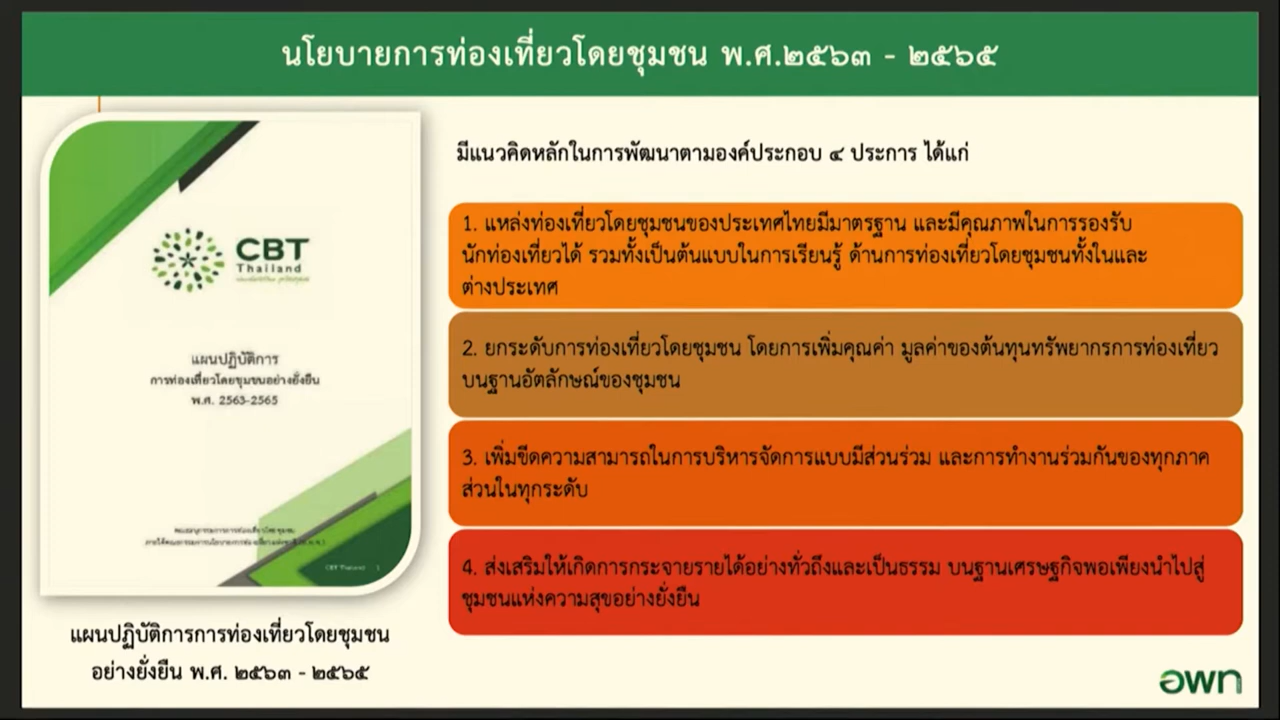 นโยบายการท่องเที่ยวโดยชุมชน พ.ศ.๒๕๖๓ - ๒๕๖๕
มีแนวคิดหลักในการพัฒนาตามองค์ประกอบ ๔ ประการ ได้แก่
1. แหล่งท่องเที่ยวโดยชุมชนของประเทศไทยมีมาตรฐาน และมีคุณภาพในการรองรับ
นักท่องเที่ยวได้ รวมทั้งเป็นต้นแบบในการเรียนรู้ ด้านการท่องเที่ยวโดยชุมชนทั้งในและ
ต่างประเทศ
2. ยกระดับการท่องเที่ยวโดยชุมชน โดยการเพิ่มคุณค่า มูลค่าของต้นทุนทรัพยากรการท่องเที่ยว
บนฐานอัตลักษณ์ของชุมชน
3. เพิ่มขีดความสามารถในการบริหารจัดการแบบมีส่วนร่วม และการทำงานร่วมกันของทุกภาค
ส่วนในทุกระดับ
4. ส่งเสริมให้เกิดการกระจายรายได้อย่างทั่วถึงและเป็นธรรม บนฐานเศรษฐกิจพอเพียงนำไปสู่
ชุมชนแห่งความสุขอย่างยั่งยืน
CBT
Thailand
แผนปฏิบัติการ
การท่องเที่ยวโดยชุมชนอย่างยั่งยืน
พ.ศ. 2563-2565
CBT Thailand 1
แผนปฏิบัติการการท่องเที่ยวโดยชุมชน
อย่างยั่งยืน พ.ศ. ๒๕๖๓ - ๒๕๖๕
อพท